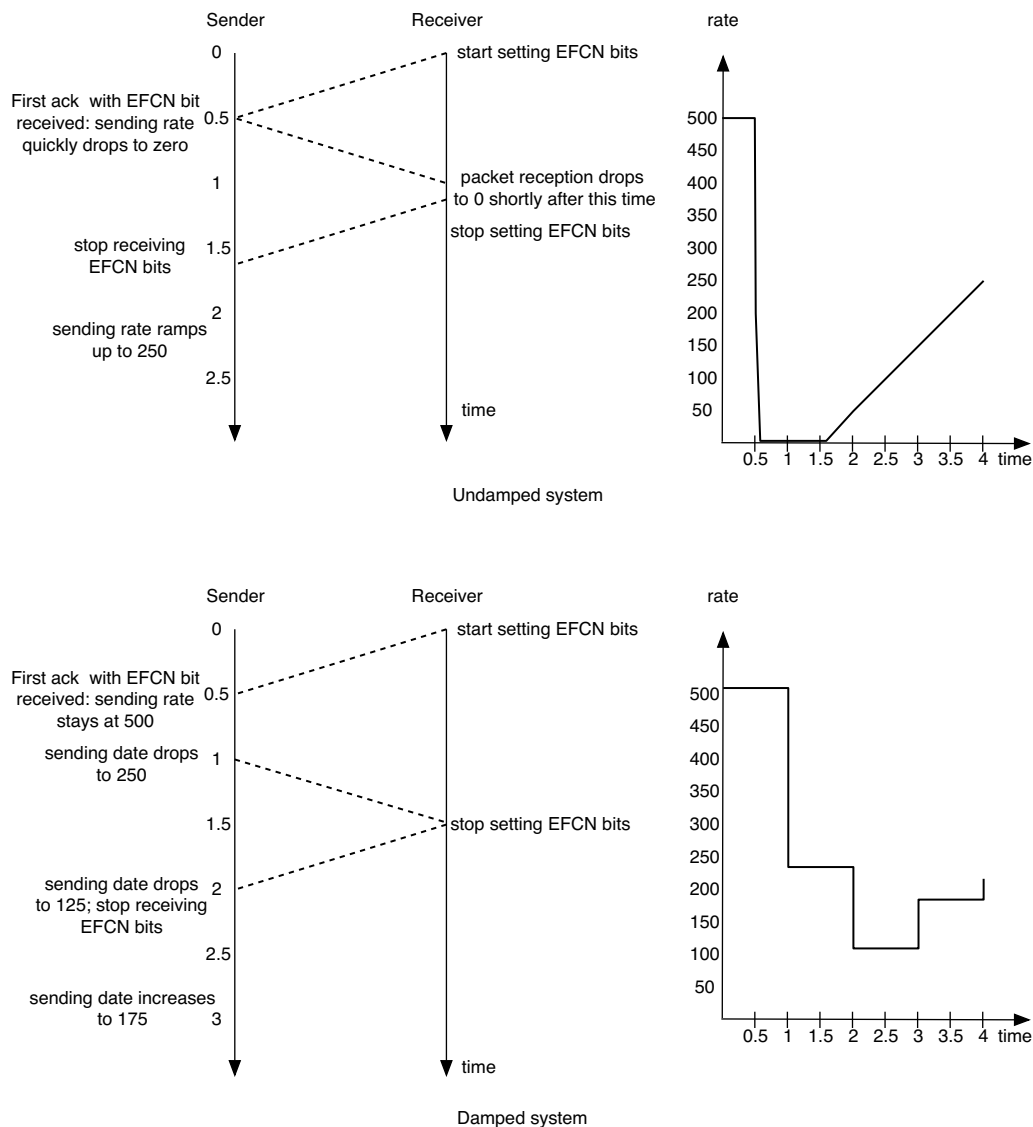 Sender
Receiver
rate
0
start setting EFCN bits
First ack with EFCN bit
received: sending rate
quickly drops to zero
0.5
1
packet reception drops
to 0 shortly after this time
stop setting EFCN bits
stop receiving
EFCN bits
1.5
2
sending rate ramps
up to 250
2.5
time
500
450
400
350
300
250
200
150
100
50
0.5 1 1.5 2 2.5 3 3.5 4 time
Undamped system
Sender
Receiver
rate
0
start setting EFCN bits
First ack with EFCN bit
received: sending rate
stays at 500
0.5
sending date drops
to 250
1
1.5
stop setting EFCN bits
sending date drops
to 125; stop receiving
EFCN bits
2
2.5
sending date increases
to 175
3
time
500
450
400
350
300
250
200
150
100
50
0.5 1 1.5 2 2.5 3 3.5 4 time
Damped system